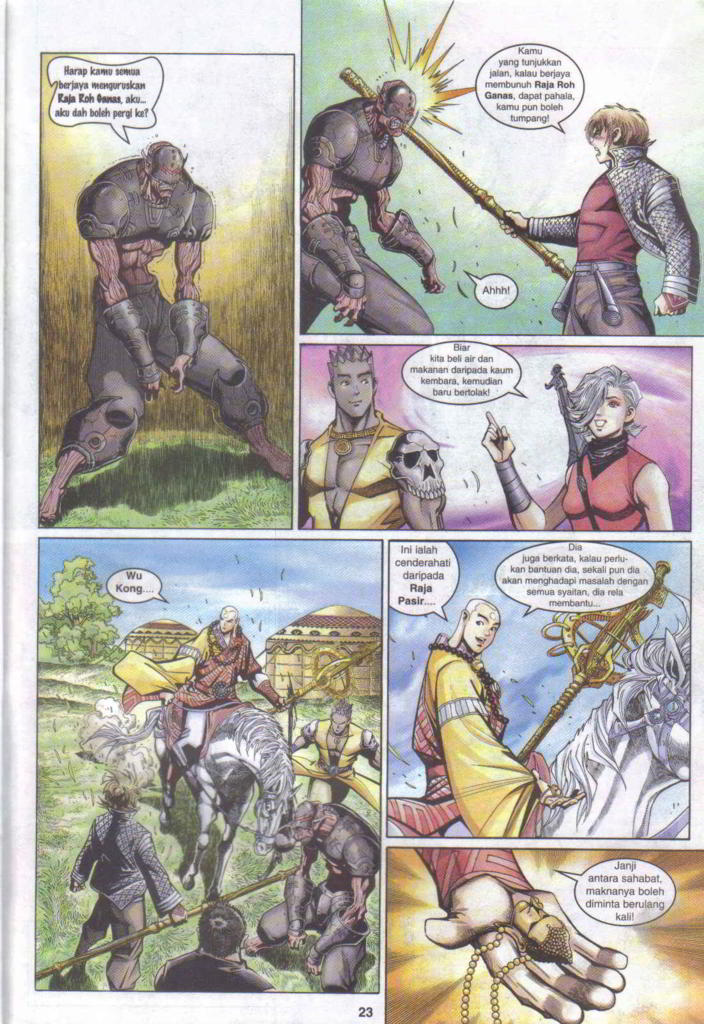 Harap kamu semua
berjaya menguruskan
Raja Roh Ganas, aku...
aku dah boleh pergi ke?
Kamu
yang tunjukkan
jalan, kalau berjaya
membunuh Raja Roh
Ganas, dapat pahala,
kamu pun boleh
tumpang!
Ahhh!
Biar
kita beli air dan
makanan daripada kaum
kembara, kemudian
baru bertolak!
Wu
Kong....
Ini ialah
cenderahati
daripada
Raja
Pasir....
Dia
juga berkata, kalau perlu-
kan bantuan dia, sekali pun dia
akan menghadapi masalah dengan
semua syaitan, dia rela
membantu...
Janji
antara sahabat,
maknanya boleh
diminta berulang
kali!
23